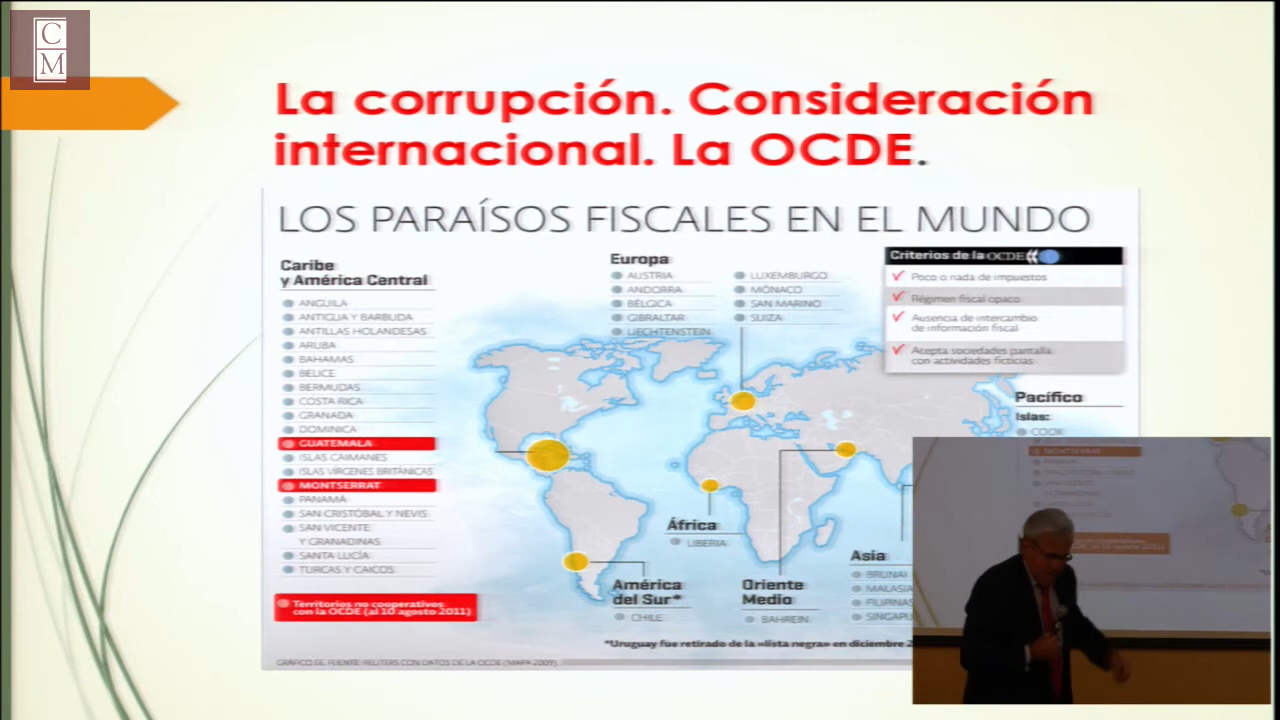 C
M
La corrupción. Consideración
internacional. La OCDE.
LOS PARAÍSOS FISCALES EN EL MUNDO
Caribe
y América Central
ANGUILA
ANTIGUA Y BARBUDA
ANTILLAS HOLANDESAS
ARUBA
BAHAMAS
BELICE
BERMUDAS
COSTA RICA
GRANADA
DOMINICA
GUATEMALA
ISLAS CAIMANES
ISLAS VÍRGENES BRITÁNICAS
MONTSERRAT
PANAMÁ
SAN CRISTÓBAL Y NEVIS
SAN VICENTE
Y GRANADINAS
SANTA LUCÍA
TURCAS Y CAICOS
Territorios no cooperativos
con la OCDE (al 10 agosto 2011)
Europa
AUSTRIA
ANDORRA
BÉLGICA
GIBRALTAR
LIECHTENSTEIN
LUXEMBURGO
MÓNACO
SAN MARINO
SUIZA
Criterios de la OCDE
Poco o nada de impuestos
Régimen fiscal opaco
Ausencia de intercambio
de información fiscal
Acepta sociedades pantalla
con actividades ficticias
Pacífico
Islas:
COOK
África
LIBERIA
América
del Sur*
CHILE
Oriente
Medio
BAHREIN
Asia
BRUNAI
MALASIA
FILIPINAS
SINGAPU
*Uruguay fue retirado de la «lista negra» en diciembre 2
GRÁFICO EE. FUENTE: REUTERS CON DATOS DE LA OCDE (MAPA 2009).
MONTSERRAT